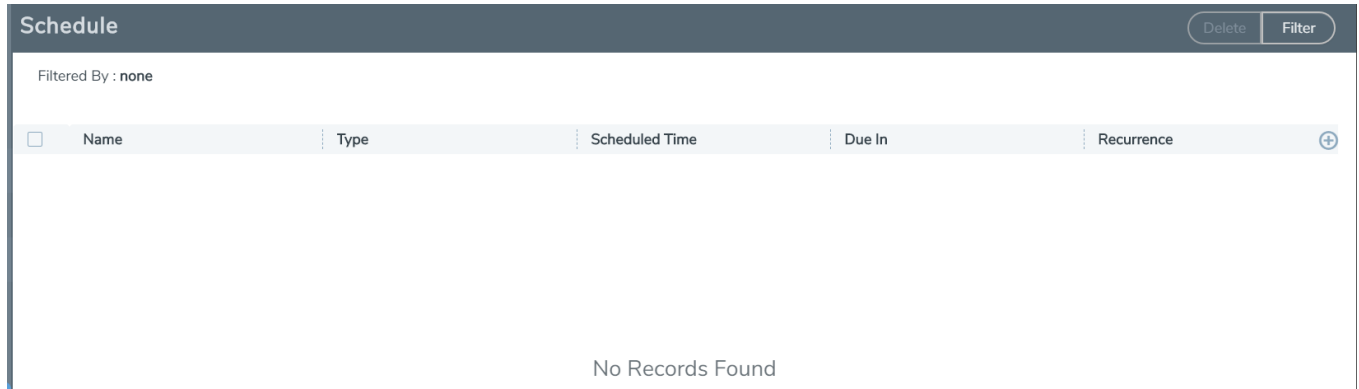 Schedule
Delete Filter
Filtered By : none
Name Type Scheduled Time Due In Recurrence
No Records Found